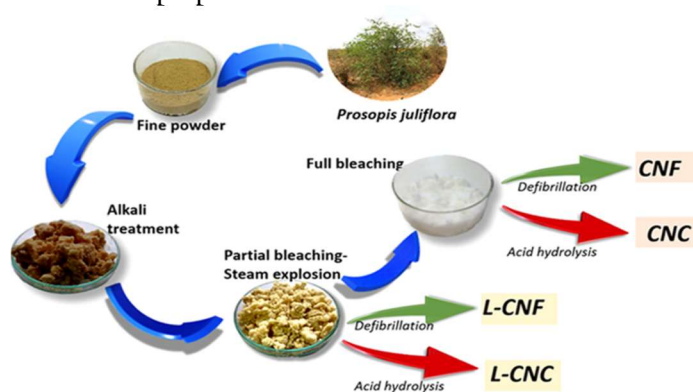 Prosopis juliflora
Fine powder
Alkali
treatment
Partial bleaching-
Steam explosion
Full bleaching
Defibrillation
CNF
Acid hydrolysis
CNC
Defibrillation
L-CNF
Acid hydrolysis
L-CNC